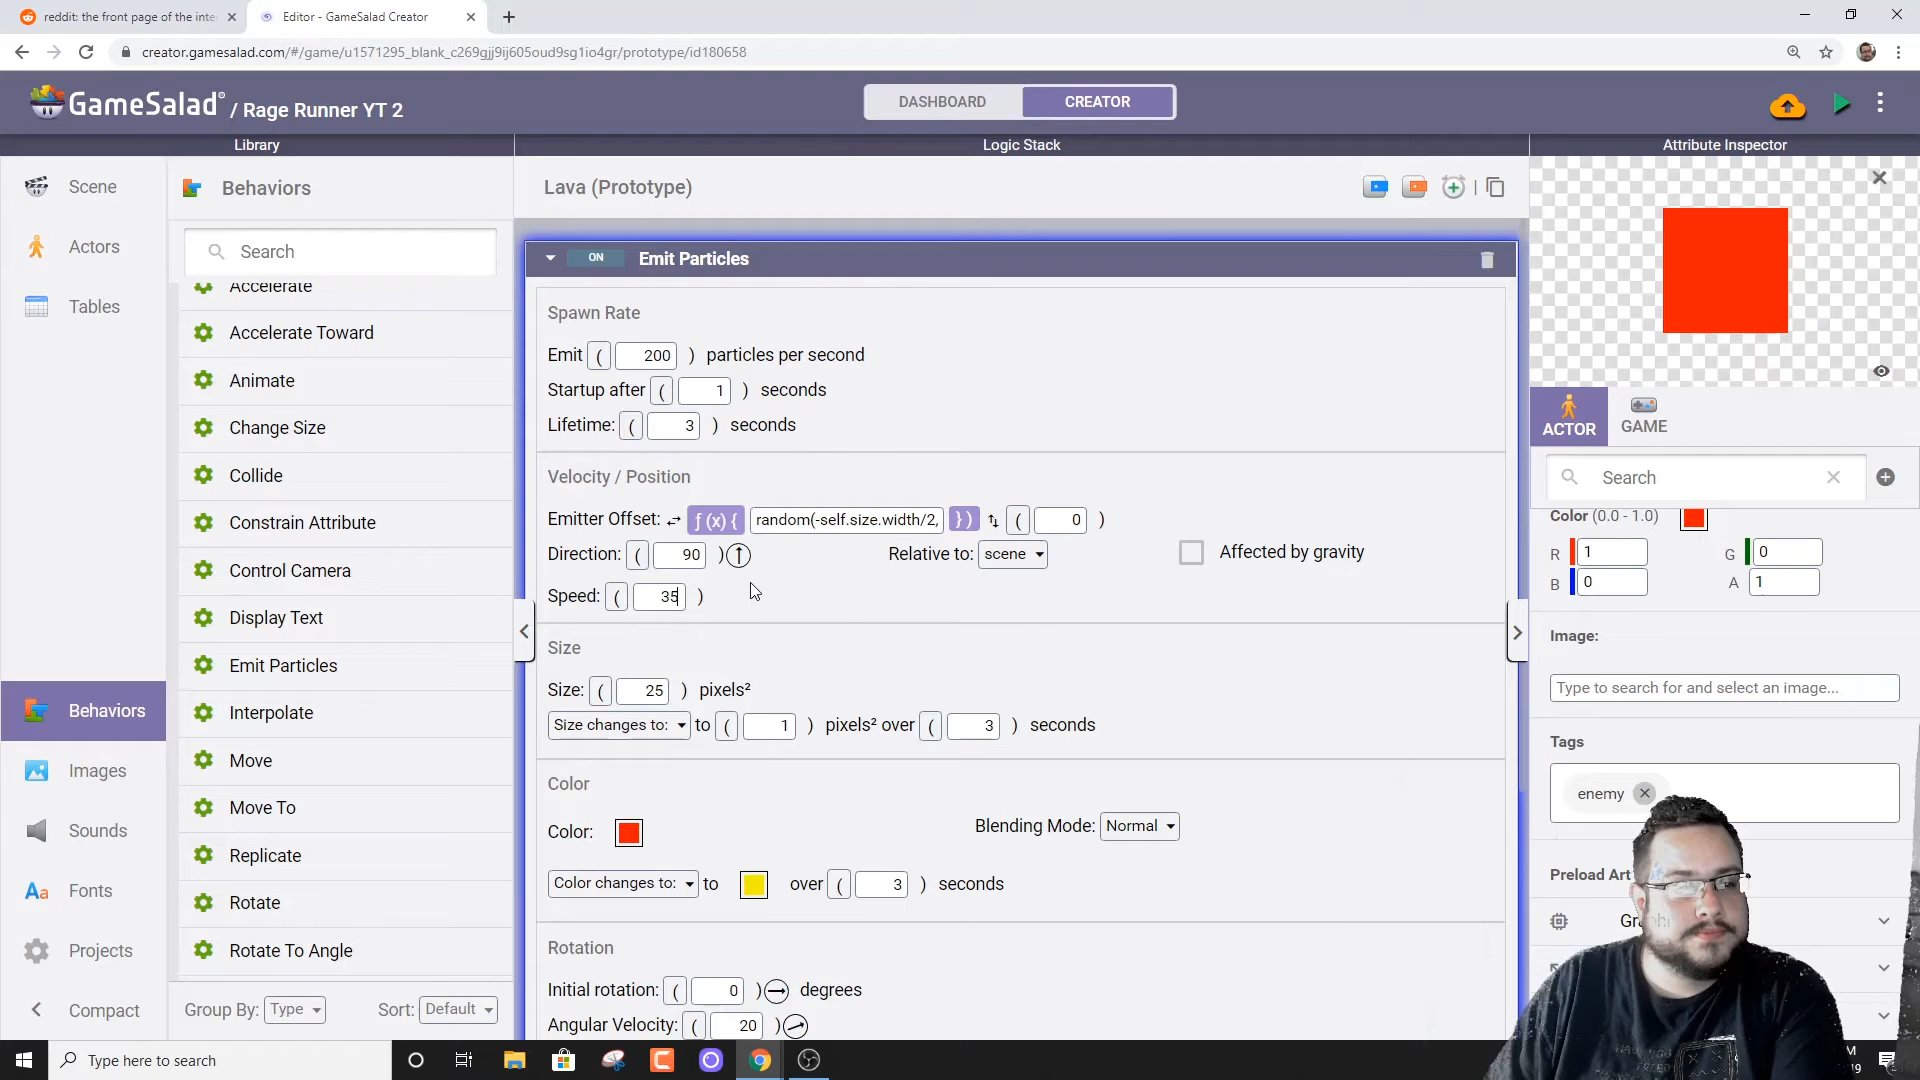 reddit: the front page of the inte
Editor - GameSalad Creator
creator.gamesalad.com/#/game/u1571295_blank_c269gjj9ij605oud9sg1io4gr/prototype/id180658
GameSalad® / Rage Runner YT 2
DASHBOARD
CREATOR
Library
Logic Stack
Attribute Inspector
Scene
Actors
Tables
Behaviors
Images
Sounds
Fonts
Projects
Compact
Behaviors
Search
Accelerate
Accelerate Toward
Animate
Change Size
Collide
Constrain Attribute
Control Camera
Display Text
Emit Particles
Interpolate
Move
Move To
Replicate
Rotate
Rotate To Angle
Group By: Type Sort: Default
Lava (Prototype)
ON Emit Particles
Spawn Rate
Emit ( 200 ) particles per second
Startup after ( 1 ) seconds
Lifetime: ( 3 ) seconds
Velocity / Position
Emitter Offset: ƒ (x) { random(-self.size.width/2, } ) ( 0 )
Direction: ( 90 ) Relative to: scene Affected by gravity
Speed: ( 35 )
Size
Size: ( 25 ) pixels²
Size changes to: to ( 1 ) pixels² over ( 3 ) seconds
Color
Color: Blending Mode: Normal
Color changes to: to over ( 3 ) seconds
Rotation
Initial rotation: ( 0 ) degrees
Angular Velocity: ( 20 )
ACTOR
GAME
Search
Color (0.0 - 1.0)
R 1 G 0
B 0 A 1
Image:
Type to search for and select an image...
Tags
enemy
Preload Art
Type here to search